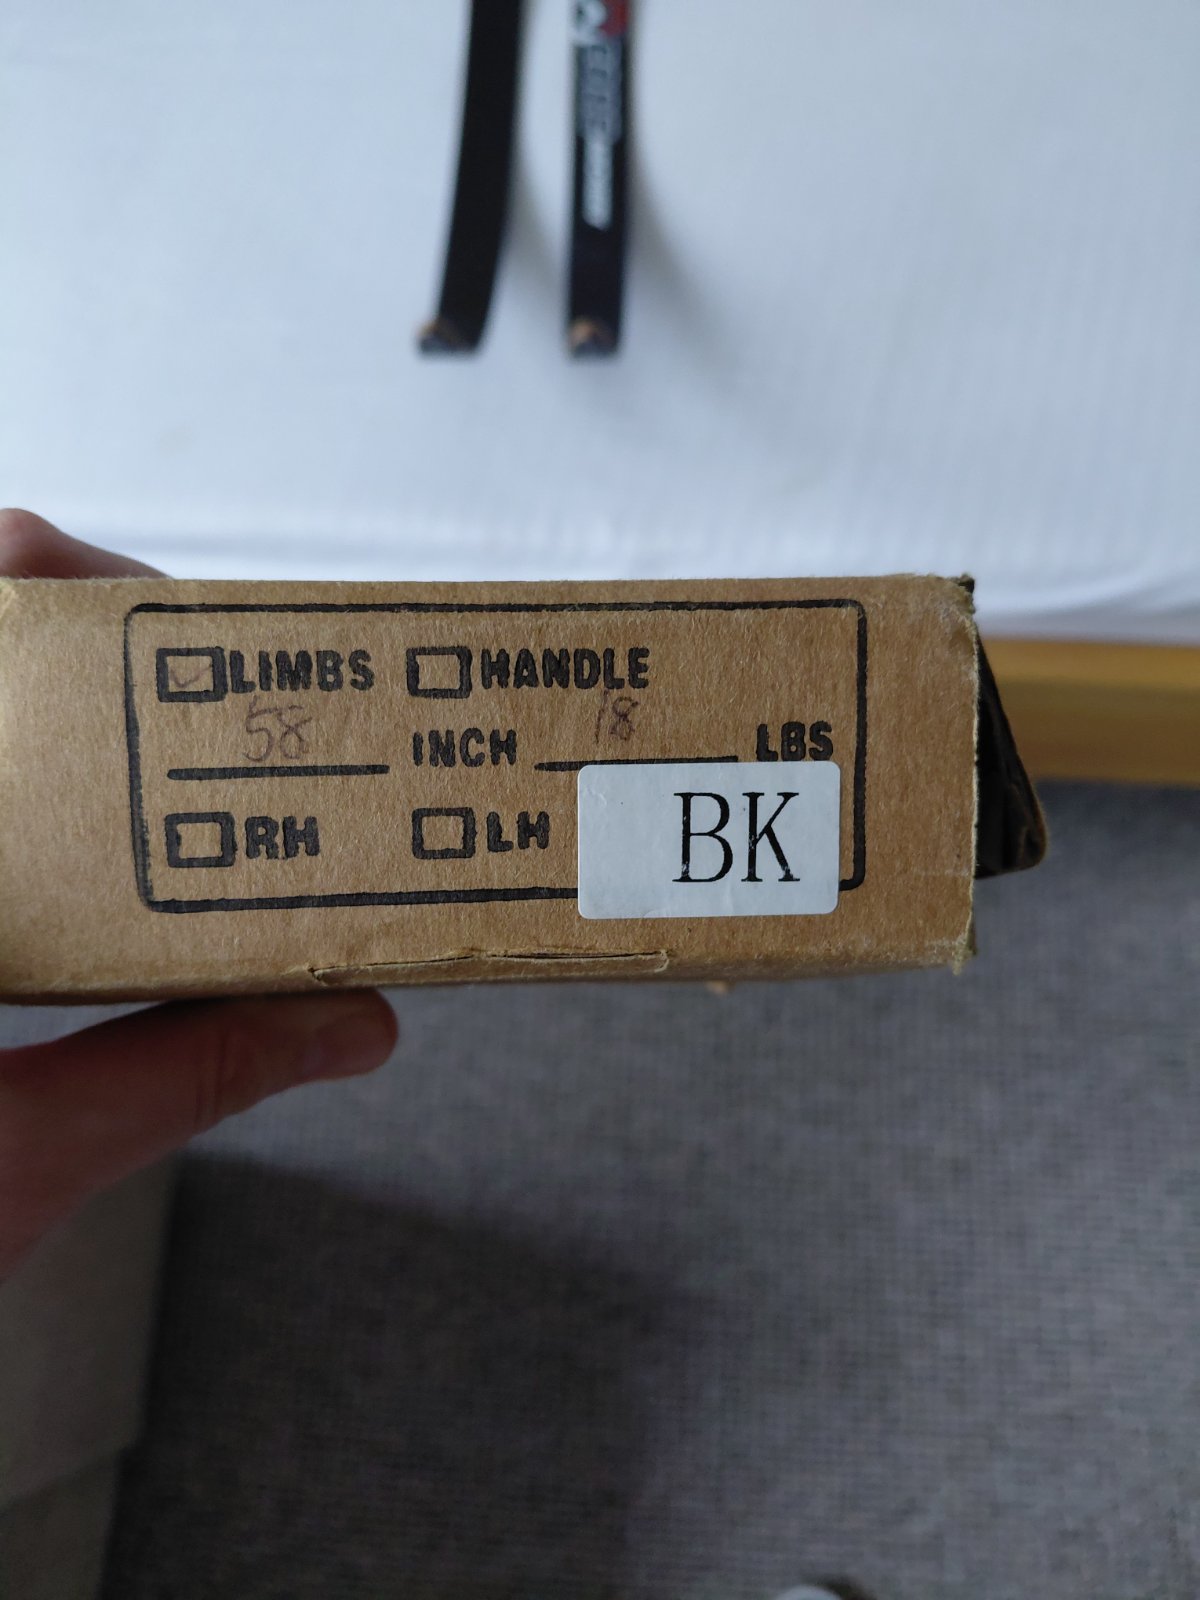 LIMBS HANDLE
58 INCH 18 LBS
RH LH
BK